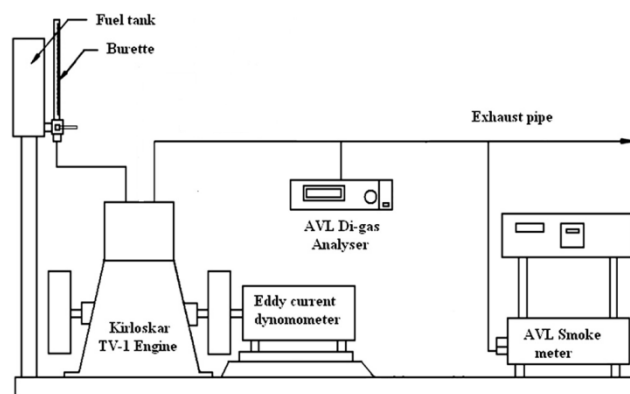 Fuel tank
Burette
Exhaust pipe
AVL Di-gas
Analyser
Eddy current
dynomometer
Kirloskar
TV-1 Engine
AVL Smoke
meter